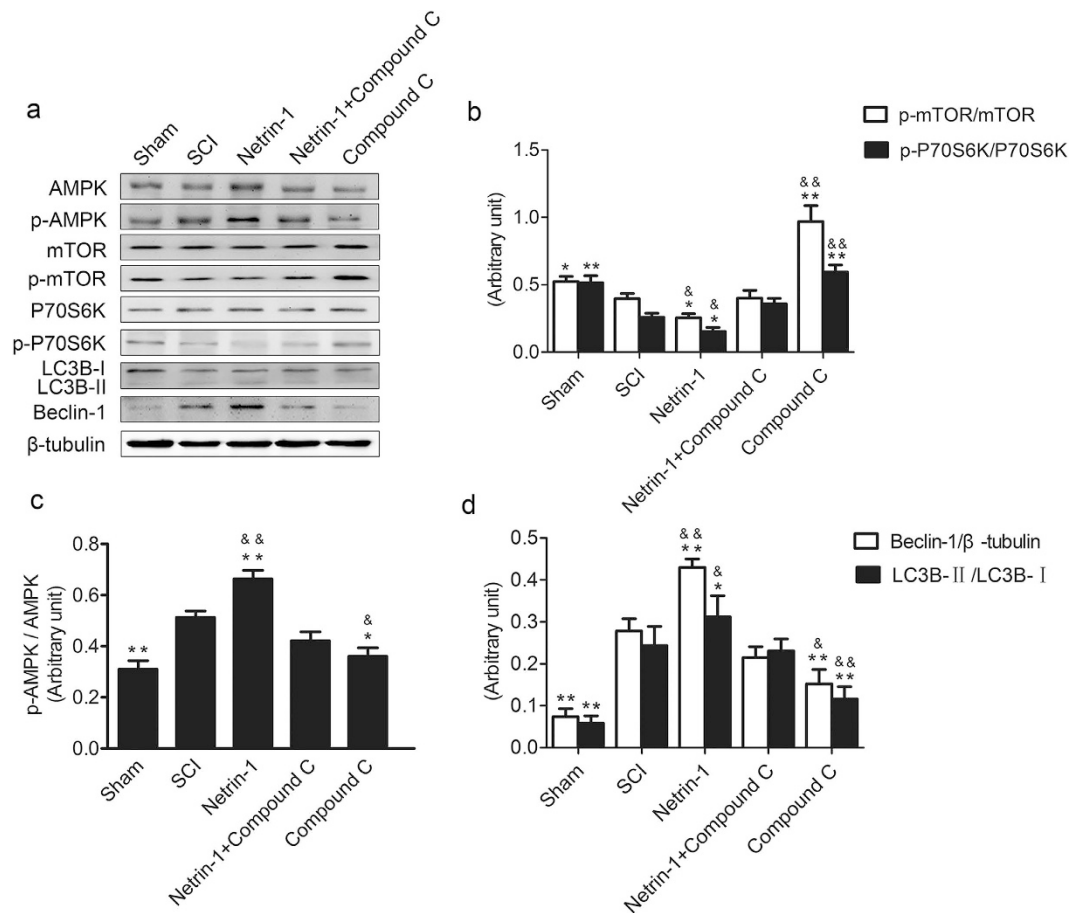 a
Sham
SCI
Netrin-1
Netrin-1+Compound C
Compound C
AMPK
p-AMPK
mTOR
p-mTOR
P70S6K
p-P70S6K
LC3B-I
LC3B-II
Beclin-1
β-tubulin
b
p-mTOR/mTOR
p-P70S6K/P70S6K
(Arbitrary unit)
1.5
1.0
0.5
0.0
* ** & * & * && ** && **
Sham
SCI
Netrin-1
Netrin-1+Compound C
Compound C
c
p-AMPK / AMPK
(Arbitrary unit)
0.8
0.6
0.4
0.2
0.0
** && ** & *
Sham
SCI
Netrin-1
Netrin-1+Compound C
Compound C
d
Beclin-1/β -tubulin
LC3B-Ⅱ/LC3B-Ⅰ
(Arbitrary unit)
0.5
0.4
0.3
0.2
0.1
0.0
** ** && ** & * & ** && **
Sham
SCI
Netrin-1
Netrin-1+Compound C
Compound C